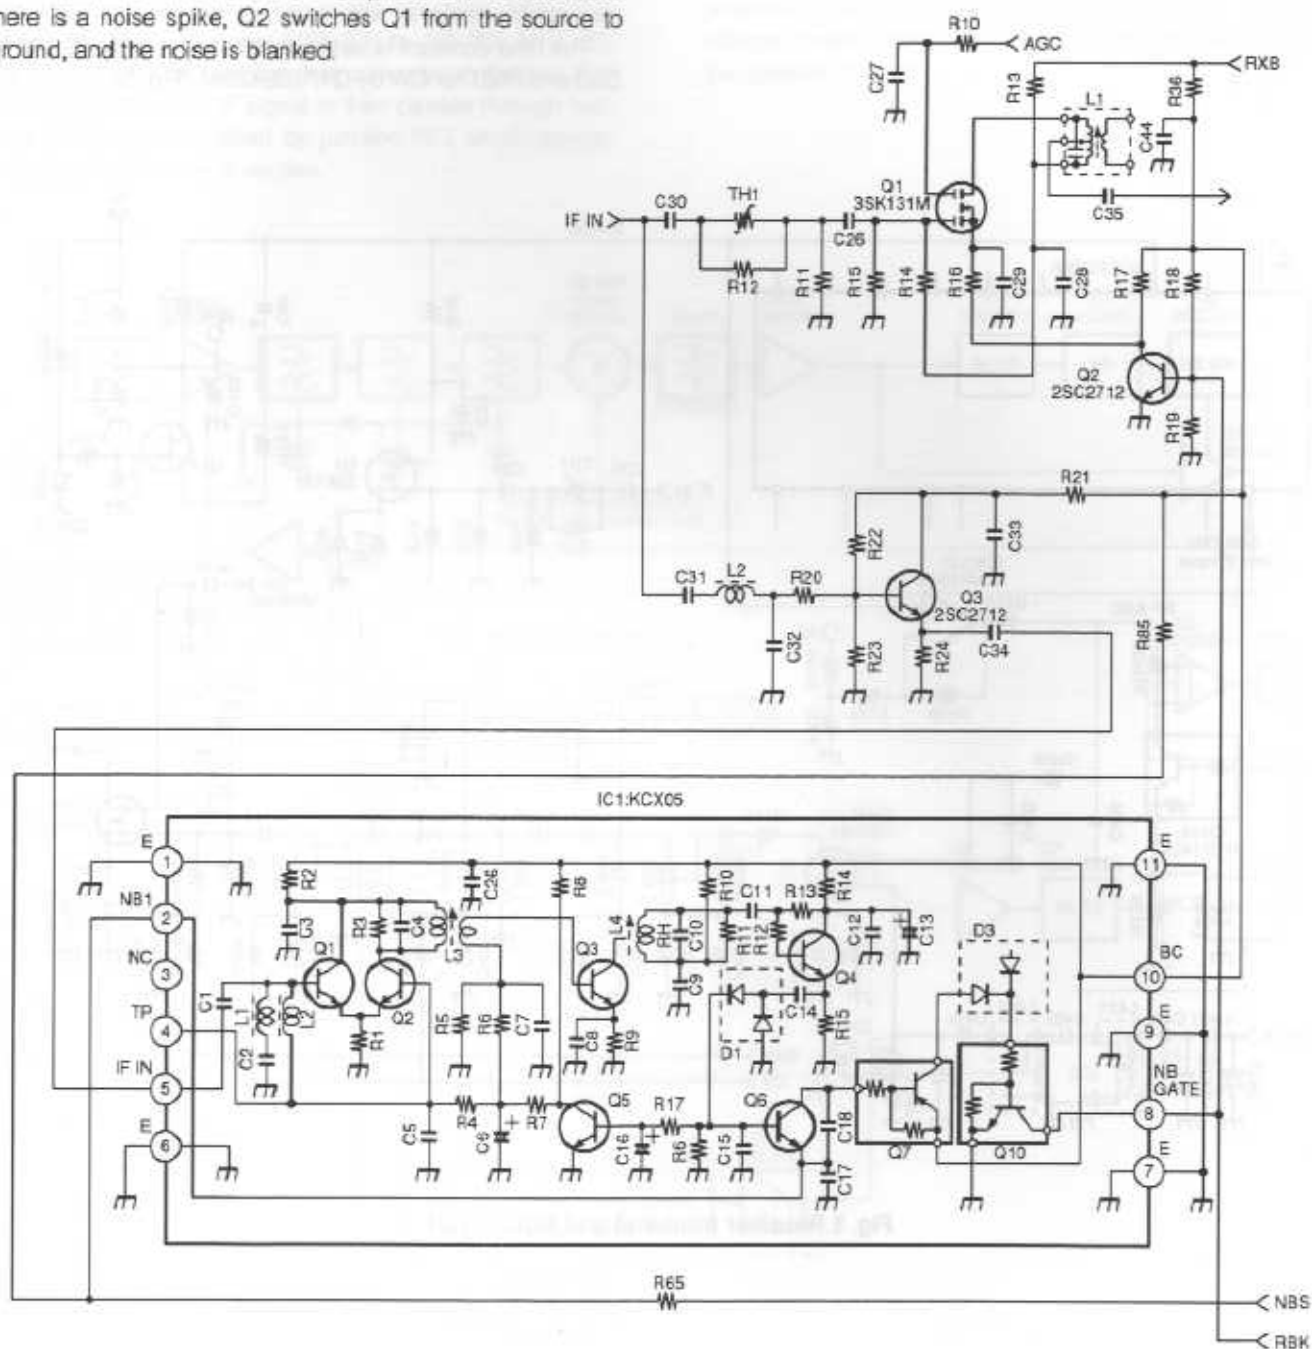 here is a noise spike, Q2 switches Q1 from the source to
round, and the noise is blanked.
R10
AGC
C27
RXB
R13
L1
R36
C44
Q1
3SK131M
C35
IF IN
C30
TH1
C26
R12
R11
R15
R14
R16
C29
C28
R17
R18
Q2
2SC2712
R19
R21
R22
C33
C31
L2
R20
Q3
2SC2712
C34
R85
C32
R23
R24
IC1:KCX05
E
1
NB1
2
NC
3
TP
4
IF IN
5
E
6
R2
C3
C26
R8
R10
C11
R13
R14
Q1
R3
C4
L3
Q3
L4
RH
C10
R11
R12
C12
C13
D3
C1
L1
L2
Q2
R1
C2
R5
R6
C7
C8
R9
C9
D1
C14
Q4
R15
E
11
BC
10
E
9
NB
GATE
8
E
7
C5
R4
C6
R7
Q5
R17
C16
R6
C15
Q6
C18
C17
Q7
Q10
R65
NBS
RBK